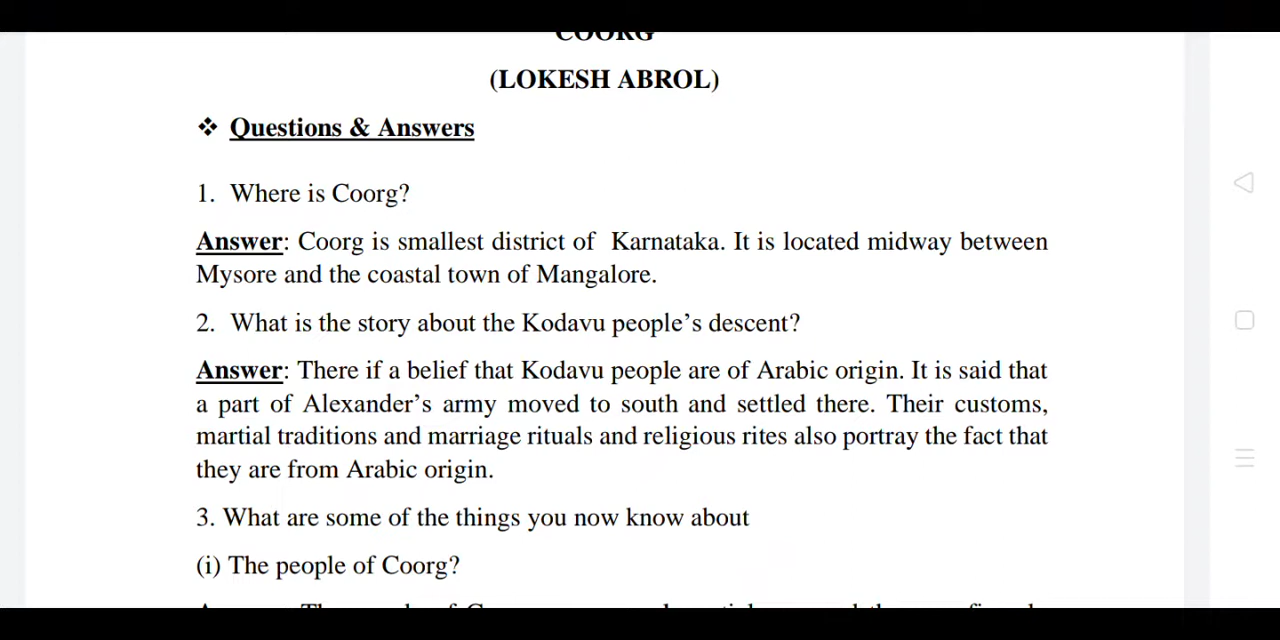 COORG
(LOKESH ABROL)
❖ Questions & Answers
1. Where is Coorg?
Answer: Coorg is smallest district of Karnataka. It is located midway between
Mysore and the coastal town of Mangalore.
2. What is the story about the Kodavu people's descent?
Answer: There if a belief that Kodavu people are of Arabic origin. It is said that
a part of Alexander's army moved to south and settled there. Their customs,
martial traditions and marriage rituals and religious rites also portray the fact that
they are from Arabic origin.
3. What are some of the things you now know about
(i) The people of Coorg?